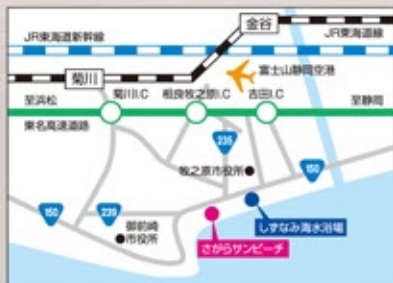 金谷
JR東海道新幹線
JR東海道線
菊川
富士山静岡空港
至浜松
菊川I.C
相良牧之原I.C
吉田I.C
至静岡
東名高速道路
235
150
牧之原市役所
150
239
御前崎
市役所
しずなみ海水浴場
さがらサンビーチ